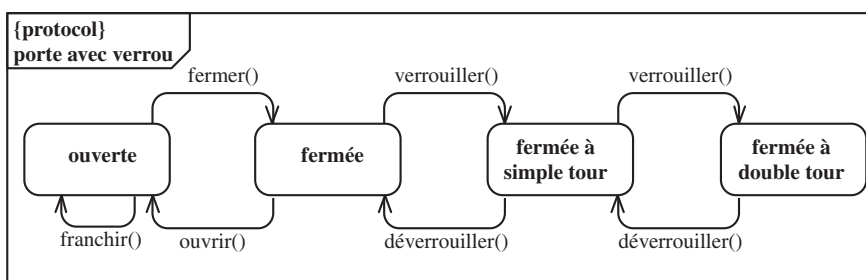 {protocol}
porte avec verrou
fermer()
verrouiller()
verrouiller()
ouverte
fermée
fermée à
simple tour
fermée à
double tour
franchir()
ouvrir()
déverrouiller()
déverrouiller()